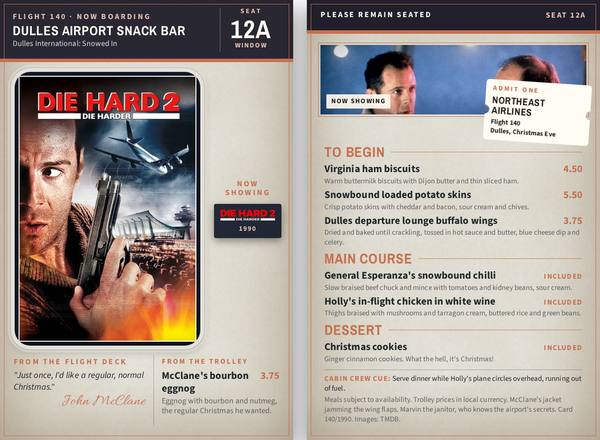 FLIGHT 140 · NOW BOARDING
DULLES AIRPORT SNACK BAR
Dulles International: Snowed In
SEAT
12A
WINDOW
DIE HARD 2
DIE HARDER
NOW
SHOWING
DIE HARD 2
DIE HARDER
1990
FROM THE FLIGHT DECK
"Just once, I'd like a regular, normal
Christmas."
John McClane
FROM THE TROLLEY
McClane's bourbon 3.75
eggnog
Eggnog with bourbon and nutmeg,
the regular Christmas he wanted.
PLEASE REMAIN SEATED
SEAT 12A
NOW SHOWING
ADMIT ONE
NORTHEAST
AIRLINES
Flight 140
Dulles, Christmas Eve
TO BEGIN
Virginia ham biscuits 4.50
Warm buttermilk biscuits with Dijon butter and thin sliced ham.
Snowbound loaded potato skins 5.50
Crisp potato skins with cheddar and bacon, sour cream and chives.
Dulles departure lounge buffalo wings 3.75
Dried and baked until crackling, tossed in hot sauce and butter, blue cheese dip and
celery.
MAIN COURSE
General Esperanza's snowbound chilli INCLUDED
Slow braised beef chuck and mince with tomatoes and kidney beans, sour cream.
Holly's in-flight chicken in white wine INCLUDED
Thighs braised with mushrooms and tarragon cream, buttered rice and green beans.
DESSERT
Christmas cookies INCLUDED
Ginger cinnamon cookies. What the hell, it's Christmas!
CABIN CREW CUE: Serve dinner while Holly's plane circles overhead, running out
of fuel.
Meals subject to availability. Trolley prices in local currency. McClane's jacket
jamming the wing flaps. Marvin the janitor, who knows the airport's secrets. Card
140/1990. Images: TMDB.